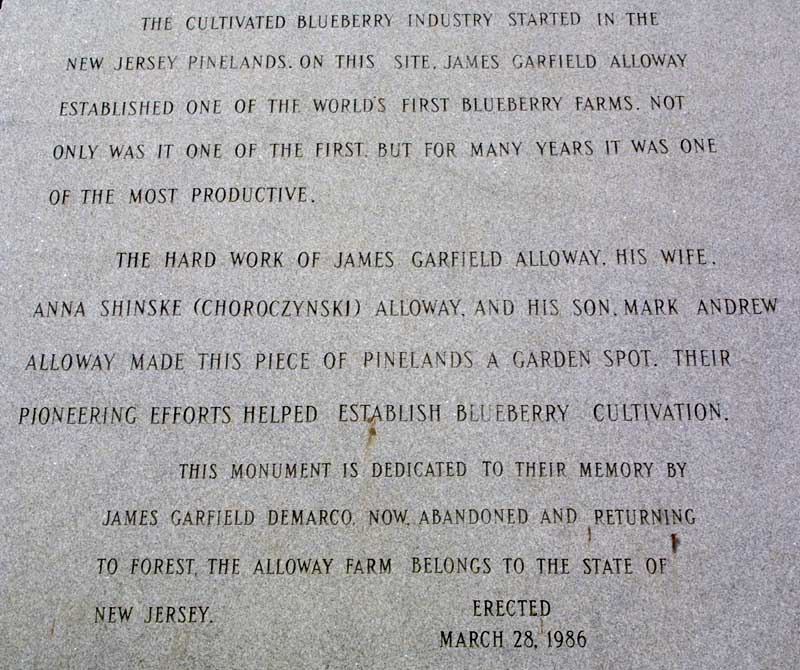 THE CULTIVATED BLUEBERRY INDUSTRY STARTED IN THE
NEW JERSEY PINELANDS. ON THIS SITE, JAMES GARFIELD ALLOWAY
ESTABLISHED ONE OF THE WORLD'S FIRST BLUEBERRY FARMS. NOT
ONLY WAS IT ONE OF THE FIRST, BUT FOR MANY YEARS IT WAS ONE
OF THE MOST PRODUCTIVE.
THE HARD WORK OF JAMES GARFIELD ALLOWAY, HIS WIFE,
ANNA SHINSKE (CHOROCZYNSKI) ALLOWAY, AND HIS SON, MARK ANDREW
ALLOWAY MADE THIS PIECE OF PINELANDS A GARDEN SPOT. THEIR
PIONEERING EFFORTS HELPED ESTABLISH BLUEBERRY CULTIVATION.
THIS MONUMENT IS DEDICATED TO THEIR MEMORY BY
JAMES GARFIELD DEMARCO. NOW, ABANDONED AND RETURNING
TO FOREST, THE ALLOWAY FARM BELONGS TO THE STATE OF
NEW JERSEY.
ERECTED
MARCH 28, 1986